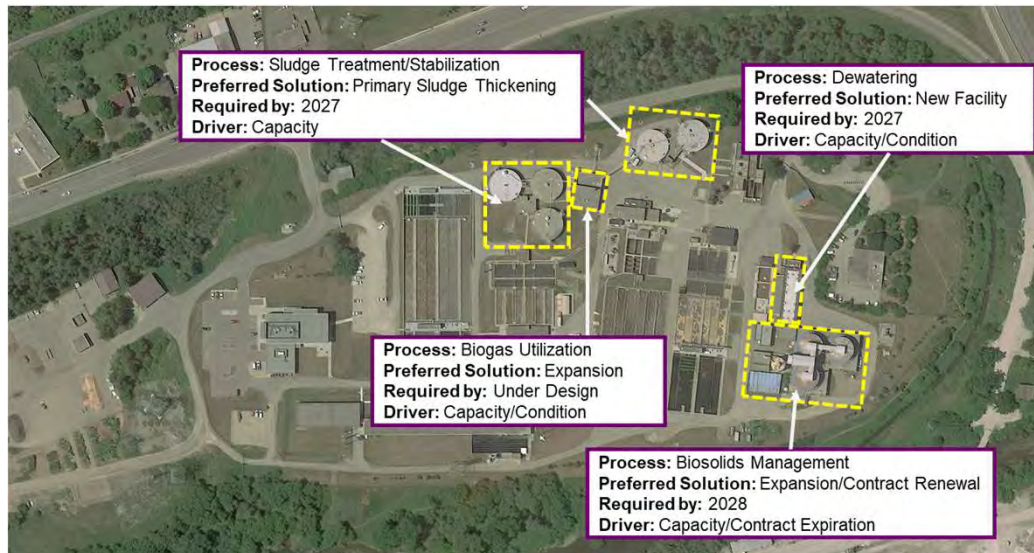 Process: Sludge Treatment/Stabilization
Preferred Solution: Primary Sludge Thickening
Required by: 2027
Driver: Capacity
Process: Dewatering
Preferred Solution: New Facility
Required by: 2027
Driver: Capacity/Condition
Process: Biogas Utilization
Preferred Solution: Expansion
Required by: Under Design
Driver: Capacity/Condition
Process: Biosolids Management
Preferred Solution: Expansion/Contract Renewal
Required by: 2028
Driver: Capacity/Contract Expiration